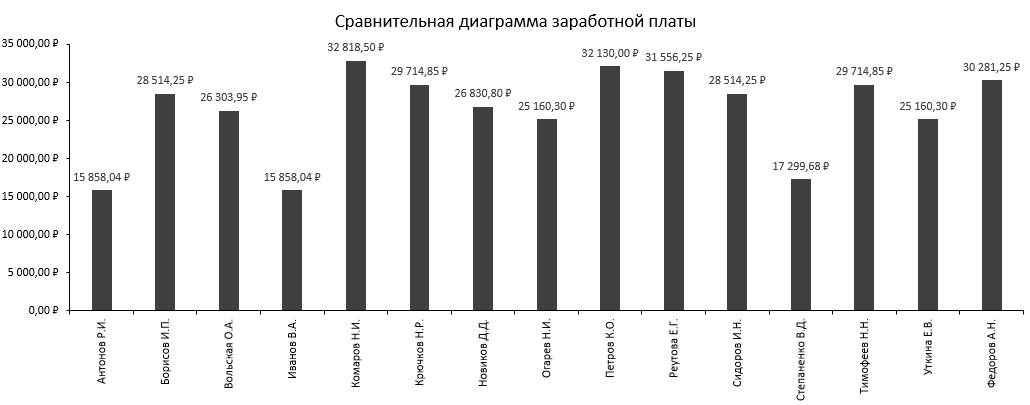 Сравнительная диаграмма заработной платы
35 000,00 ₽
30 000,00 ₽
25 000,00 ₽
20 000,00 ₽
15 000,00 ₽
10 000,00 ₽
5 000,00 ₽
0,00 ₽
15 858,04 ₽
28 514,25 ₽
26 303,95 ₽
15 858,04 ₽
32 818,50 ₽
29 714,85 ₽
26 830,80 ₽
25 160,30 ₽
32 130,00 ₽
31 556,25 ₽
28 514,25 ₽
17 299,68 ₽
29 714,85 ₽
25 160,30 ₽
30 281,25 ₽
Антонов Р.И.
Борисов И.П.
Вольская О.А.
Иванов В.А.
Комаров Н.И.
Крючков Н.Р.
Новиков Д.Д.
Огарев Н.И.
Петров К.О.
Реутова Е.Г.
Сидоров И.Н.
Степаненко В.Д.
Тимофеев Н.Н.
Уткина Е.В.
Федоров А.Н.